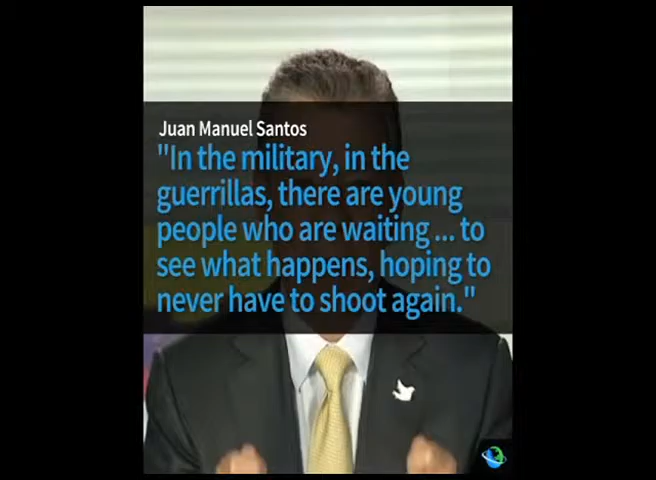 Juan Manuel Santos
"In the military, in the
guerrillas, there are young
people who are waiting ... to
see what happens, hoping to
never have to shoot again."